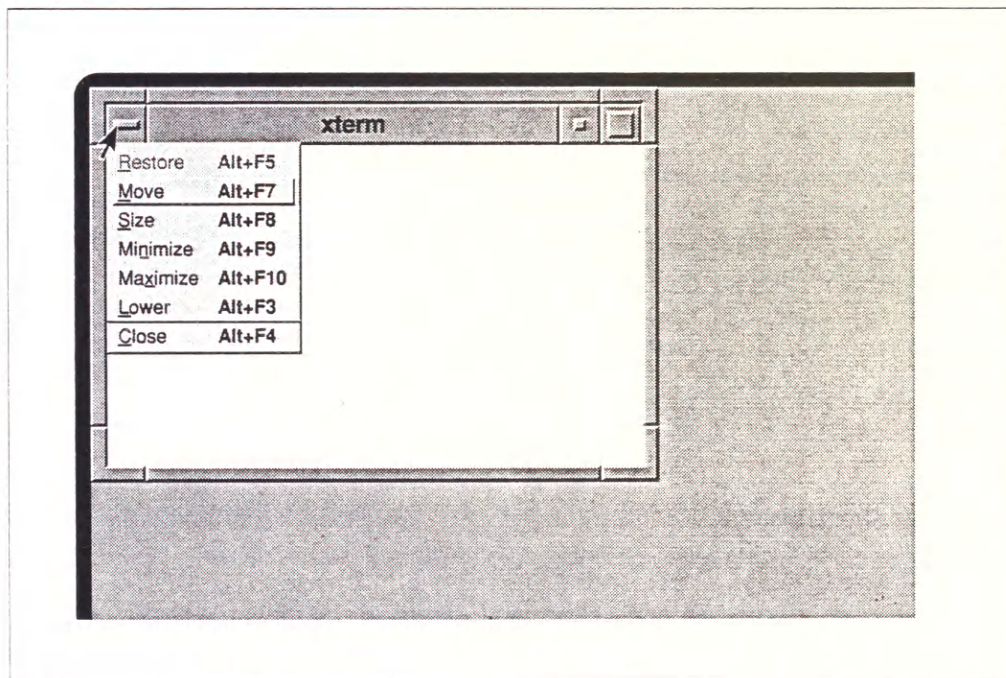 xterm
Restore Alt+F5
Move Alt+F7
Size Alt+F8
Minimize Alt+F9
Maximize Alt+F10
Lower Alt+F3
Close Alt+F4